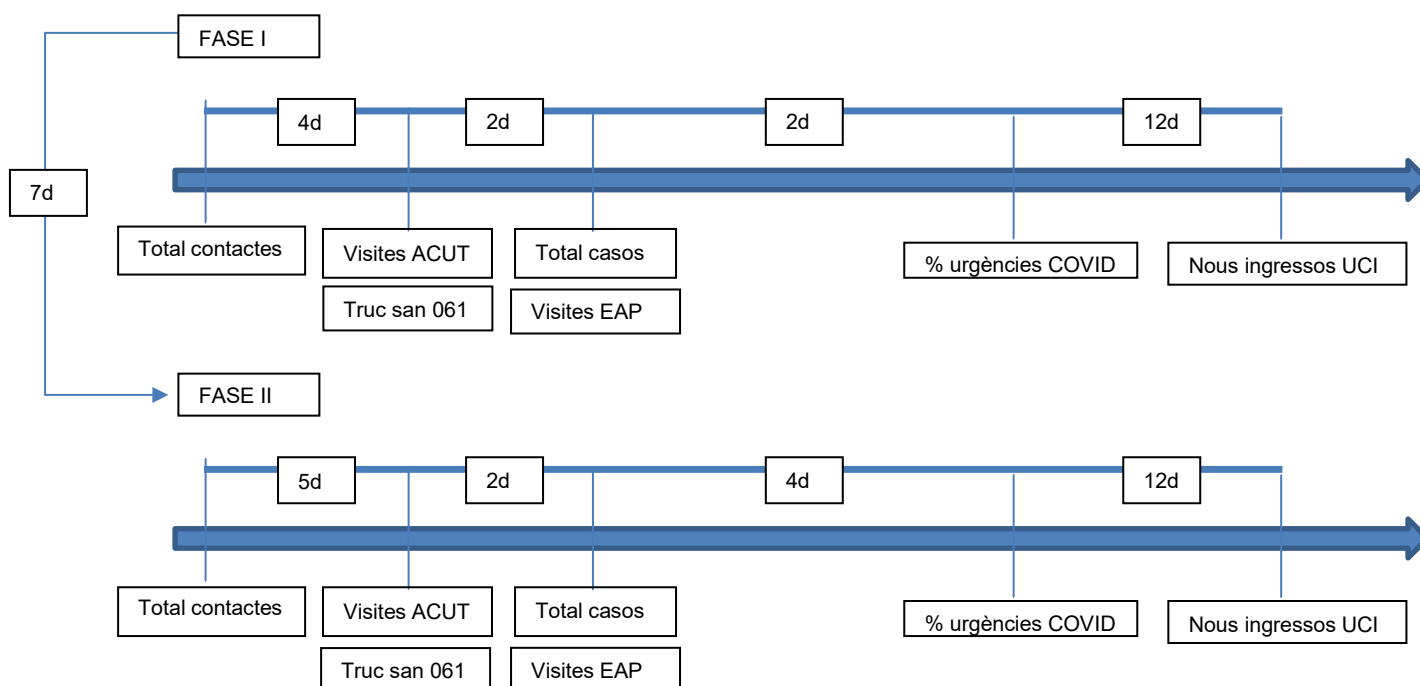 FASE I
4d
2d
2d
12d
7d
Total contactes
Visites ACUT
Total casos
% urgències COVID
Nous ingressos UCI
Truc san 061
Visites EAP
FASE II
5d
2d
4d
12d
Total contactes
Visites ACUT
Total casos
% urgències COVID
Nous ingressos UCI
Truc san 061
Visites EAP